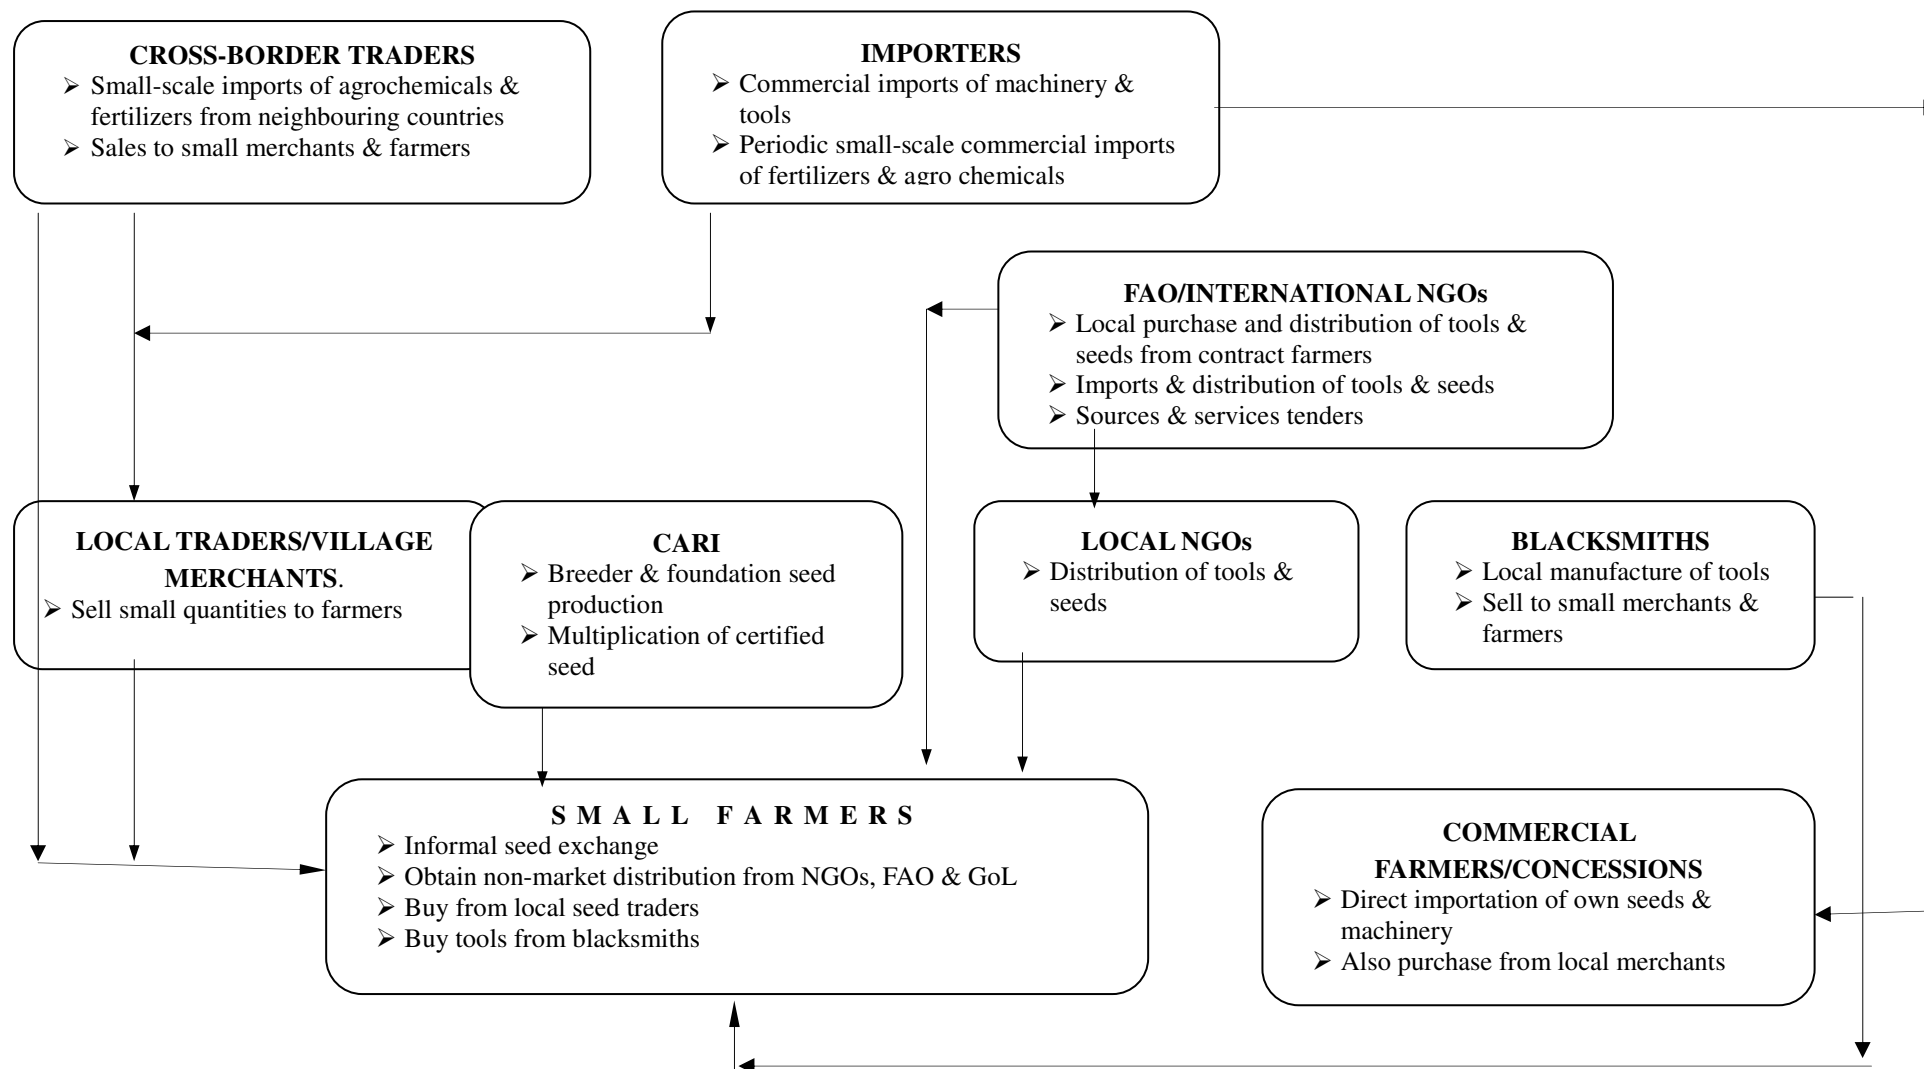 CROSS-BORDER TRADERS
➢ Small-scale imports of agrochemicals &
fertilizers from neighbouring countries
➢ Sales to small merchants & farmers
IMPORTERS
➢ Commercial imports of machinery &
tools
➢ Periodic small-scale commercial imports
of fertilizers & agro chemicals
FAO/INTERNATIONAL NGOs
➢ Local purchase and distribution of tools &
seeds from contract farmers
➢ Imports & distribution of tools & seeds
➢ Sources & services tenders
LOCAL TRADERS/VILLAGE
MERCHANTS.
➢ Sell small quantities to farmers
CARI
➢ Breeder & foundation seed
production
➢ Multiplication of certified
seed
LOCAL NGOs
➢ Distribution of tools &
seeds
BLACKSMITHS
➢ Local manufacture of tools
➢ Sell to small merchants &
farmers
SMALL FARMERS
➢ Informal seed exchange
➢ Obtain non-market distribution from NGOs, FAO & GoL
➢ Buy from local seed traders
➢ Buy tools from blacksmiths
COMMERCIAL
FARMERS/CONCESSIONS
➢ Direct importation of own seeds &
machinery
➢ Also purchase from local merchants